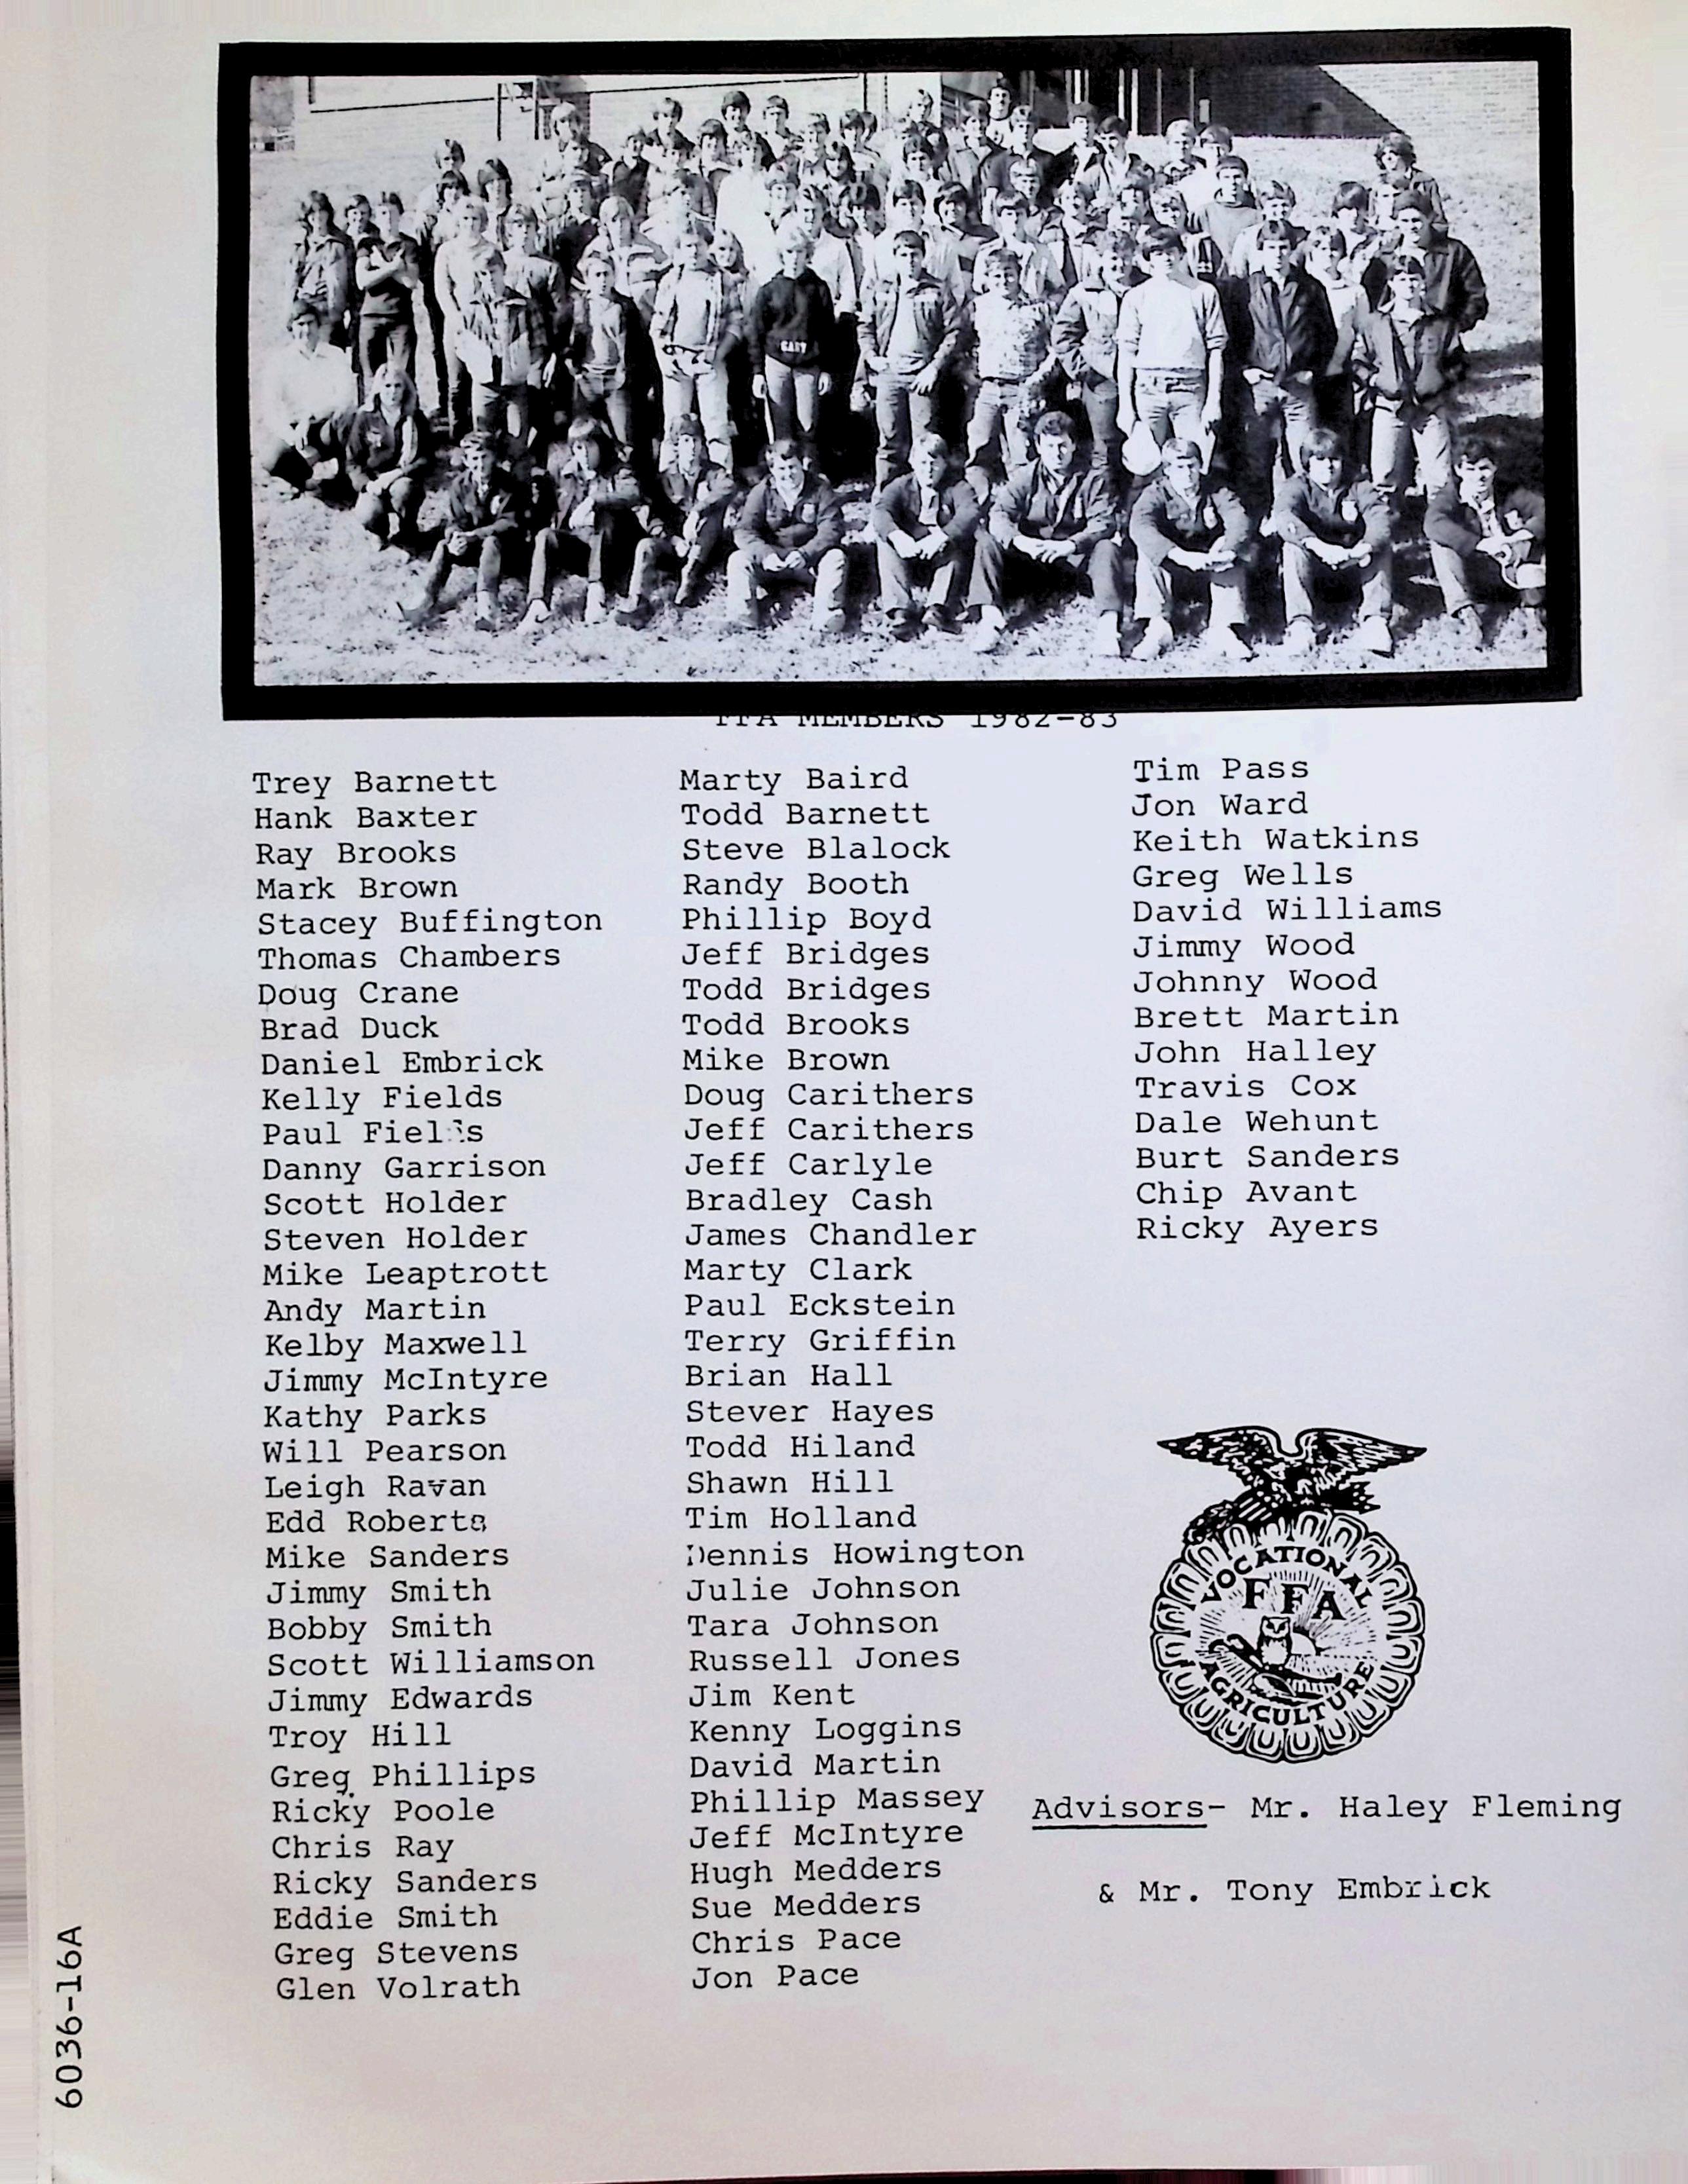 GABY
FFA MEMBERS 1982-83
Trey Barnett
Hank Baxter
Ray Brooks
Mark Brown
Stacey Buffington
Thomas Chambers
Doug Crane
Brad Duck
Daniel Embrick
Kelly Fields
Paul Fields
Danny Garrison
Scott Holder
Steven Holder
Mike Leaptrott
Andy Martin
Kelby Maxwell
Jimmy McIntyre
Kathy Parks
Will Pearson
Leigh Ravan
Edd Roberts
Mike Sanders
Jimmy Smith
Bobby Smith
Scott Williamson
Jimmy Edwards
Troy Hill
Greg Phillips
Ricky Poole
Chris Ray
Ricky Sanders
Eddie Smith
Greg Stevens
Glen Volrath
Marty Baird
Todd Barnett
Steve Blalock
Randy Booth
Phillip Boyd
Jeff Bridges
Todd Bridges
Todd Brooks
Mike Brown
Doug Carithers
Jeff Carithers
Jeff Carlyle
Bradley Cash
James Chandler
Marty Clark
Paul Eckstein
Terry Griffin
Brian Hall
Stever Hayes
Todd Hiland
Shawn Hill
Tim Holland
Dennis Howington
Julie Johnson
Tara Johnson
Russell Jones
Jim Kent
Kenny Loggins
David Martin
Phillip Massey
Jeff McIntyre
Hugh Medders
Sue Medders
Chris Pace
Jon Pace
Tim Pass
Jon Ward
Keith Watkins
Greg Wells
David Williams
Jimmy Wood
Johnny Wood
Brett Martin
John Halley
Travis Cox
Dale Wehunt
Burt Sanders
Chip Avant
Ricky Ayers
VOCATIONAL
FFA
AGRICULTURE
Advisors- Mr. Haley Fleming
& Mr. Tony Embrick
6036-16A